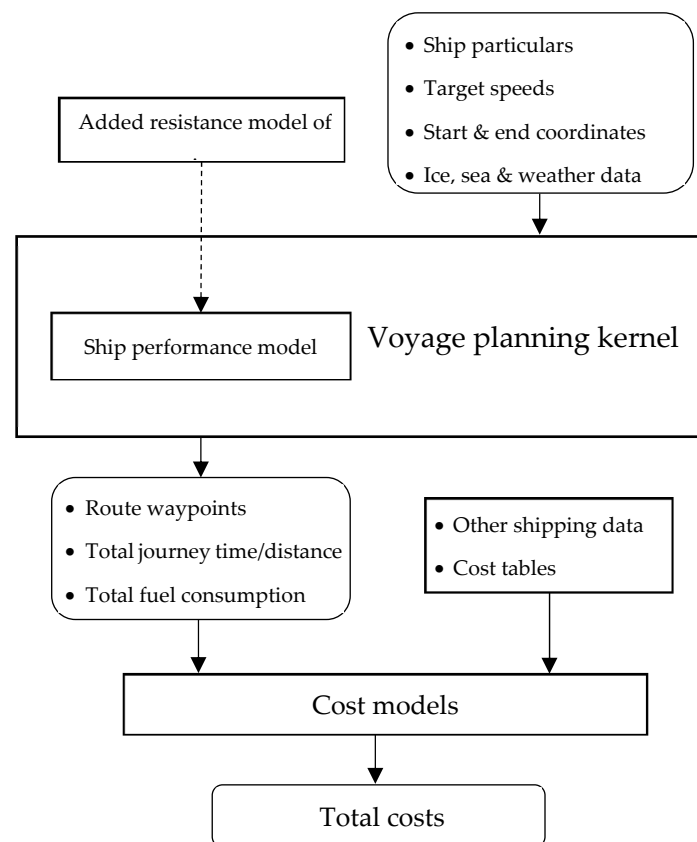 • Ship particulars
• Target speeds
• Start & end coordinates
• Ice, sea & weather data
Added resistance model of
Ship performance model
Voyage planning kernel
• Route waypoints
• Total journey time/distance
• Total fuel consumption
• Other shipping data
• Cost tables
Cost models
Total costs